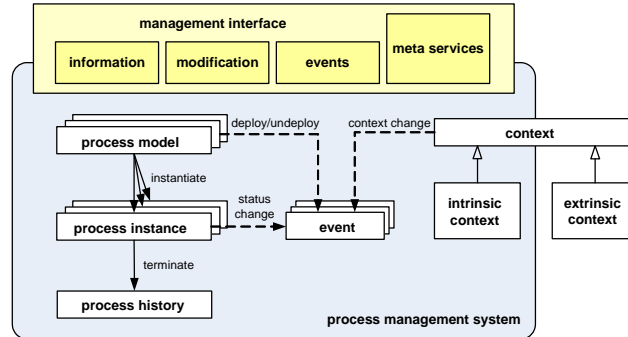 management interface
information
modification
events
meta services
deploy/undeploy
context change
process model
context
instantiate
status
change
intrinsic
context
extrinsic
context
process instance
event
terminate
process history
process management system